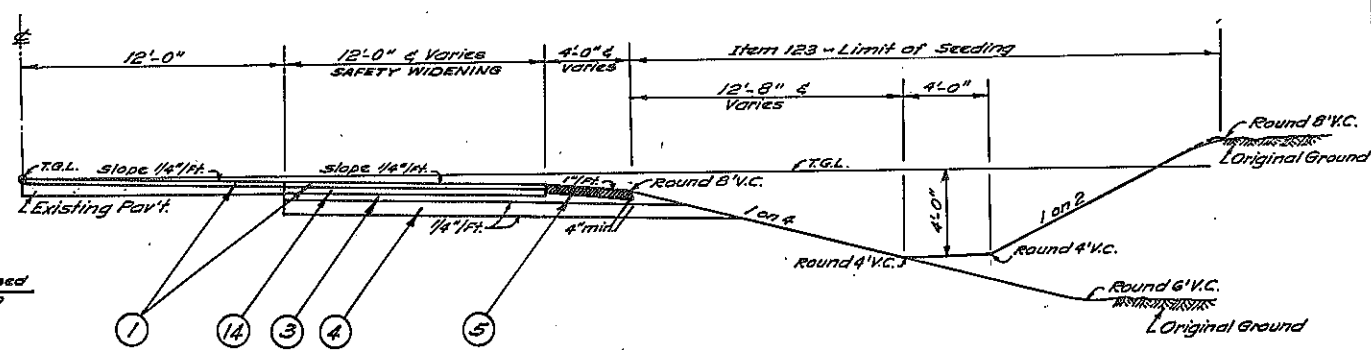 ℄
12'-0"
12'-0" & Varies
SAFETY WIDENING
4'-0" &
varies
Item 123 - Limit of Seeding
12'-8" &
Varies
4'-0"
Round 8' V.C.
Original Ground
T.G.L.
Slope 1/4"/Ft.
Slope 1/4"/Ft.
T.G.L.
1"/Ft.
Round 8' V.C.
Existing Pav't.
1/4"/Ft.
4" min.
1 on 4
4'-0"
1 on 2
Round 4' V.C.
Round 4' V.C.
Round 6' V.C.
Original Ground
1
14
3
4
5